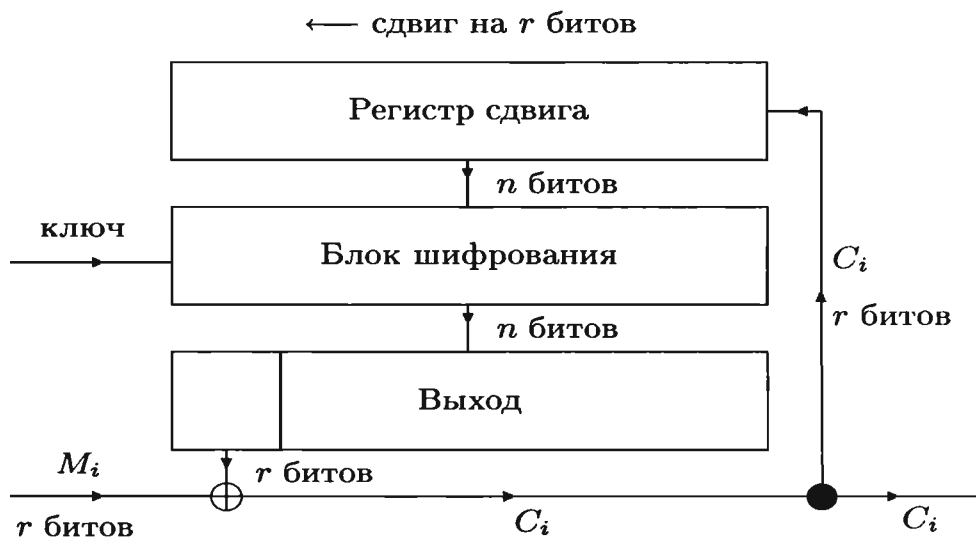 ← сдвиг на r битов
Регистр сдвига
n битов
ключ
Блок шифрования
C_i
n битов
r битов
Выход
M_i
r битов
r битов
C_i
C_i